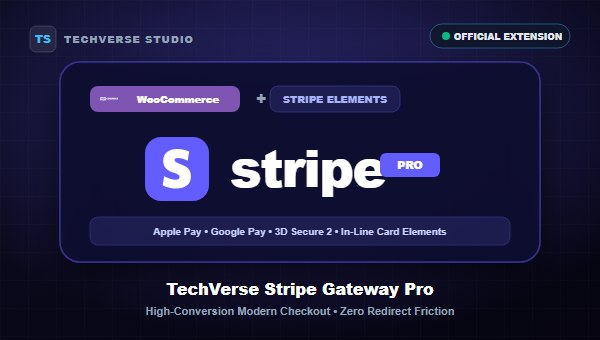 TS TECHVERSE STUDIO
OFFICIAL EXTENSION
WooCommerce + STRIPE ELEMENTS
S stripe PRO
Apple Pay • Google Pay • 3D Secure 2 • In-Line Card Elements
TechVerse Stripe Gateway Pro
High-Conversion Modern Checkout • Zero Redirect Friction